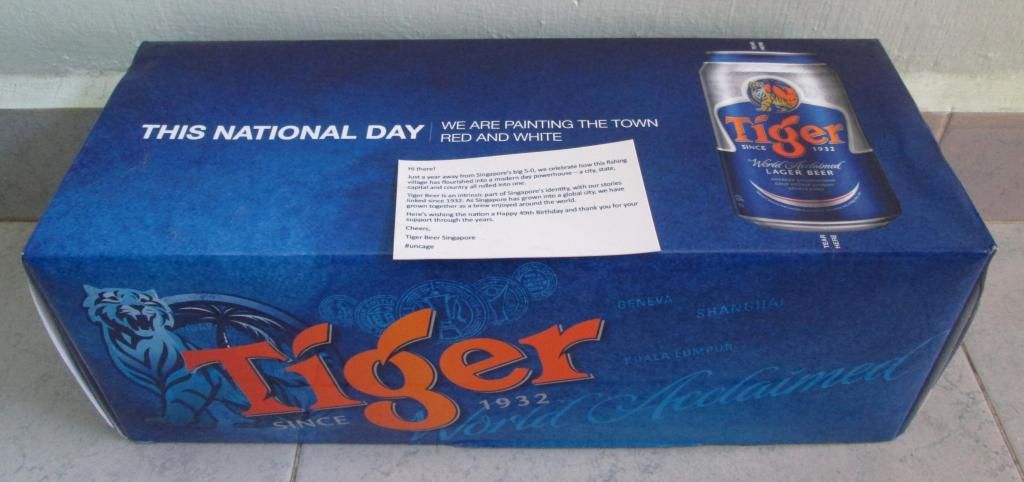 THIS NATIONAL DAY
WE ARE PAINTING THE TOWN
RED AND WHITE
Hi there!
Just a year away from Singapore's big 5-0, we celebrate how this fishing
village has flourished into a modern day powerhouse – a city, state,
capital and country all rolled into one.
Tiger Beer is an intrinsic part of Singapore's identity, with our stories
linked since 1932. As Singapore has grown into a global city, we have
grown together as a brew enjoyed around the world.
Here's wishing the nation a Happy 49th Birthday and thank you for your
support through the years.
Cheers,
Tiger Beer Singapore
#uncage
Tiger
SINCE 1932
World Acclaimed
LAGER BEER
TEAR
HERE
GENEVA
SHANGHAI
KUALA LUMPUR
Tiger
SINCE 1932
World Acclaimed